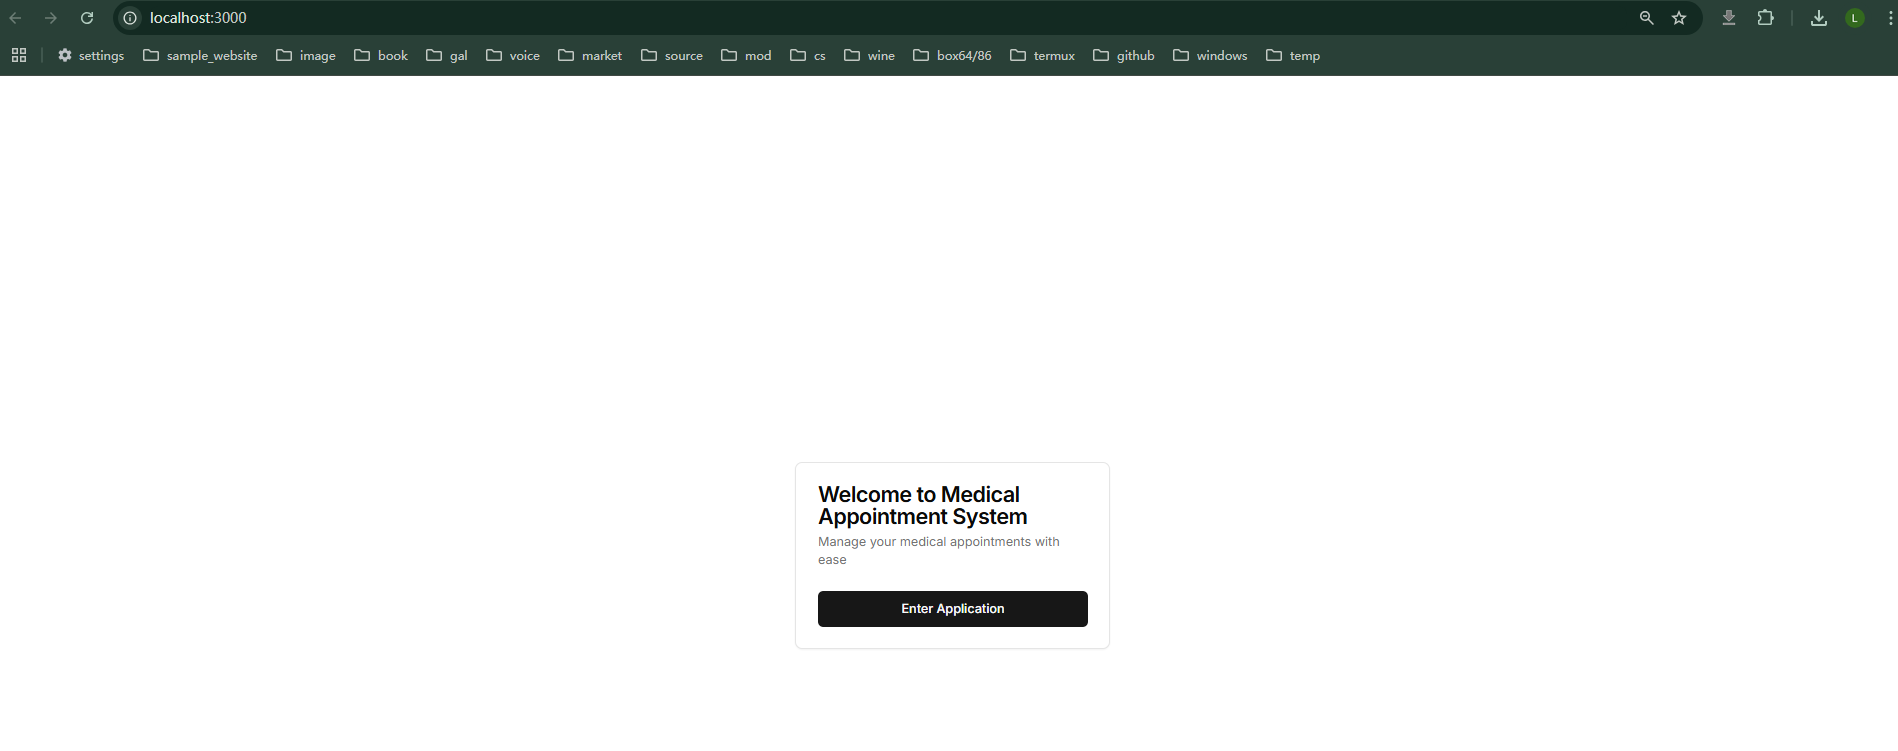 localhost:3000
L
settings sample_website image book gal voice market source mod cs wine box64/86 termux github windows temp
Welcome to Medical
Appointment System
Manage your medical appointments with
ease
Enter Application